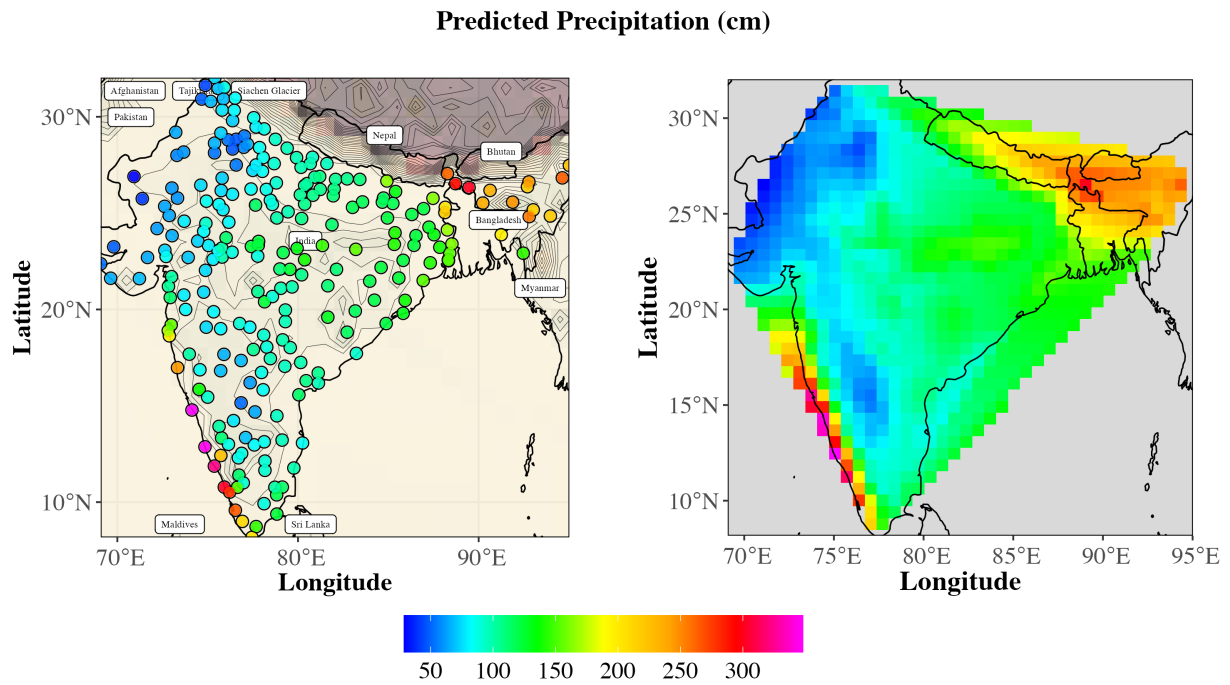 Predicted Precipitation (cm)
Afghanistan
Siachen Glacier
Pakistan
Nepal
Bhutan
Bangladesh
India
Myanmar
Maldives
Sri Lanka
30°N
20°N
10°N
70°E 80°E 90°E
Latitude
Longitude
30°N
25°N
20°N
15°N
10°N
70°E 75°E 80°E 85°E 90°E 95°E
Latitude
Longitude
50 100 150 200 250 300